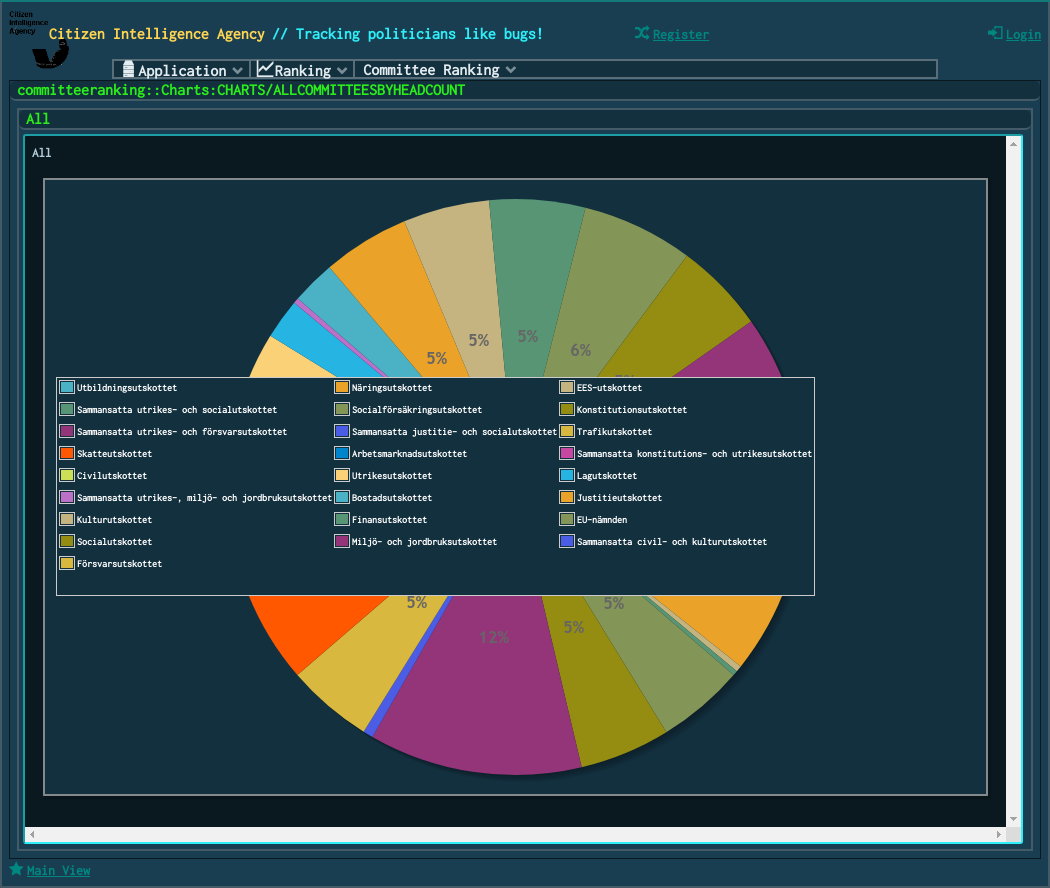 Citizen
Intelligence
Agency
Citizen Intelligence Agency // Tracking politicians like bugs!
Register
Login
Application
Ranking
Committee Ranking
committeeranking::Charts:CHARTS/ALLCOMMITTEESBYHEADCOUNT
All
All
5%
5%
5%
6%
Utbildningsutskottet
Näringsutskottet
EES-utskottet
Sammansatta utrikes- och socialutskottet
Socialförsäkringsutskottet
Konstitutionsutskottet
Sammansatta utrikes- och försvarsutskottet
Sammansatta justitie- och socialutskottet
Trafikutskottet
Skatteutskottet
Arbetsmarknadsutskottet
Sammansatta konstitutions- och utrikesutskottet
Civilutskottet
Utrikesutskottet
Lagutskottet
Sammansatta utrikes-, miljö- och jordbruksutskottet
Bostadsutskottet
Justitieutskottet
Kulturutskottet
Finansutskottet
EU-nämnden
Socialutskottet
Miljö- och jordbruksutskottet
Sammansatta civil- och kulturutskottet
Försvarsutskottet
5%
5%
5%
12%
Main View